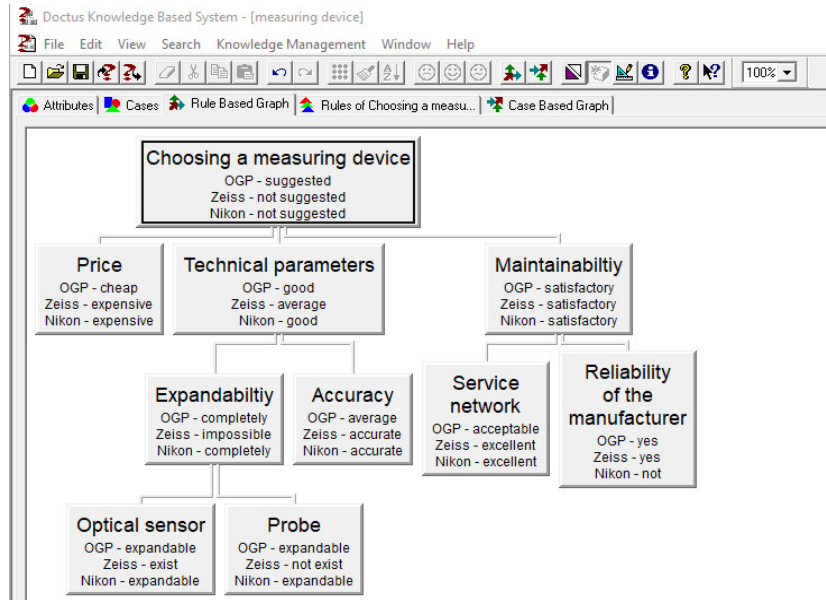 Doctus Knowledge Based System - [measuring device]
File Edit View Search Knowledge Management Window Help
100%
Attributes Cases Rule Based Graph Rules of Choosing a measu... Case Based Graph
Choosing a measuring device
OGP - suggested
Zeiss - not suggested
Nikon - not suggested
Price
OGP - cheap
Zeiss - expensive
Nikon - expensive
Technical parameters
OGP - good
Zeiss - average
Nikon - good
Maintainabiltiy
OGP - satisfactory
Zeiss - satisfactory
Nikon - satisfactory
Expandabiltiy
OGP - completely
Zeiss - impossible
Nikon - completely
Accuracy
OGP - average
Zeiss - accurate
Nikon - accurate
Service
network
OGP - acceptable
Zeiss - excellent
Nikon - excellent
Reliability
of the
manufacturer
OGP - yes
Zeiss - yes
Nikon - not
Optical sensor
OGP - expandable
Zeiss - exist
Nikon - expandable
Probe
OGP - expandable
Zeiss - not exist
Nikon - expandable